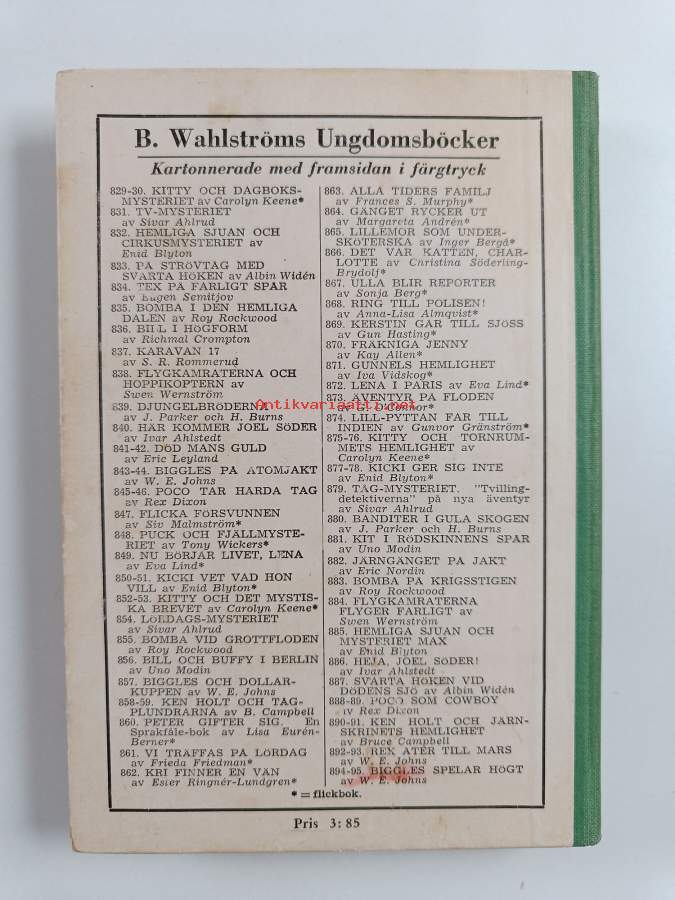 B. Wahlströms Ungdomsböcker
Kartonnerade med framsidan i färgtryck
829-30. KITTY OCH DAGBOKS-
MYSTERIET av Carolyn Keene*
831. TV-MYSTERIET
av Sivar Ahlrud
832. HEMLIGA SJUAN OCH
CIRKUSMYSTERIET av
Enid Blyton
833. PÅ STRÖVTÅG MED
SVARTA HÖKEN av Albin Widén
834. TEX PÅ FARLIGT SPÅR
av Eugen Semitjov
835. BOMBA I DEN HEMLIGA
DALEN av Roy Rockwood
836. BILL I HÖGFORM
av Richmal Crompton
837. KARAVAN 17
av S. R. Rommerud
838. FLYGKAMRATERNA OCH
HOPPIKOPTERN av
Swen Wernström
839. DJUNGELBRÖDERNA
av J. Parker och H. Burns
840. HÄR KOMMER JOEL SÖDER
av Ivar Ahlstedt
841-42. DÖD MANS GULD
av Eric Leyland
843-44. BIGGLES PÅ ATOMJAKT
av W. E. Johns
845-46. POCO TAR HÅRDA TAG
av Rex Dixon
847. FLICKA FÖRSVUNNEN
av Siv Malmström*
848. PUCK OCH FJÄLLMYSTE-
RIET av Tony Wickers*
849. NU BÖRJAR LIVET, LENA
av Eva Lind*
850-51. KICKI VET VAD HON
VILL av Enid Blyton*
852-53. KITTY OCH DET MYSTIS-
KA BREVET av Carolyn Keene*
854. LÖRDAGS-MYSTERIET
av Sivar Ahlrud
855. BOMBA VID GROTTFLODEN
av Roy Rockwood
856. BILL OCH BUFFY I BERLIN
av Uno Modin
857. BIGGLES OCH DOLLAR-
KUPPEN av W. E. Johns
858-59. KEN HOLT OCH TÅG-
PLUNDRARNA av B. Campbell
860. PETER GIFTER SIG. En
Språkfåle-bok av Lisa Eurén-
Berner*
861. VI TRÄFFAS PÅ LÖRDAG
av Frieda Friedman*
862. KRI FINNER EN VÄN
av Ester Ringnér-Lundgren*
863. ALLA TIDERS FAMILJ
av Frances S. Murphy*
864. GÄNGET RYCKER UT
av Margareta Andrén*
865. LILLEMOR SOM UNDER-
SKÖTERSKA av Inger Bergå*
866. DET VAR KATTEN, CHAR-
LOTTE av Christina Söderling-
Brydolf*
867. ULLA BLIR REPORTER
av Sonja Berg*
868. RING TILL POLISEN!
av Anna-Lisa Almqvist*
869. KERSTIN GÅR TILL SJÖSS
av Gun Hasting*
870. FRÄKNIGA JENNY
av Kay Allen*
871. GUNNELS HEMLIGHET
av Iva Vidskog*
872. LENA I PARIS av Eva Lind*
873. ÄVENTYR PÅ FLODEN
av G. O'Connor*
874. LILL-PYTTAN FAR TILL
INDIEN av Gunvor Gränström*
875-76. KITTY OCH TORNRUM-
METS HEMLIGHET av
Carolyn Keene*
877-78. KICKI GER SIG INTE
av Enid Blyton*
879. TÅG-MYSTERIET. "Tvilling-
detektiverna" på nya äventyr
av Sivar Ahlrud
880. BANDITER I GULA SKOGEN
av J. Parker och H. Burns
881. KIT I RÖDSKINNENS SPÅR
av Uno Modin
882. JÄRNGÄNGET PÅ JAKT
av Eric Nordin
883. BOMBA PÅ KRIGSSTIGEN
av Roy Rockwood
884. FLYGKAMRATERNA
FLYGER FARLIGT av
Swen Wernström
885. HEMLIGA SJUAN OCH
MYSTERIET MAX
av Enid Blyton
886. HEJA, JOEL SÖDER!
av Ivar Ahlstedt
887. SVARTA HÖKEN VID
DÖDENS SJÖ av Albin Widén
888-89. POCO SOM COWBOY
av Rex Dixon
890-91. KEN HOLT OCH JÄRN-
SKRINETS HEMLIGHET
av Bruce Campbell
892-93. REX ÅTER TILL MARS
av W. E. Johns
894-95. BIGGLES SPELAR HÖGT
av W. E. Johns
* = flickbok.
Pris 3:85
Antikvariaatti.net